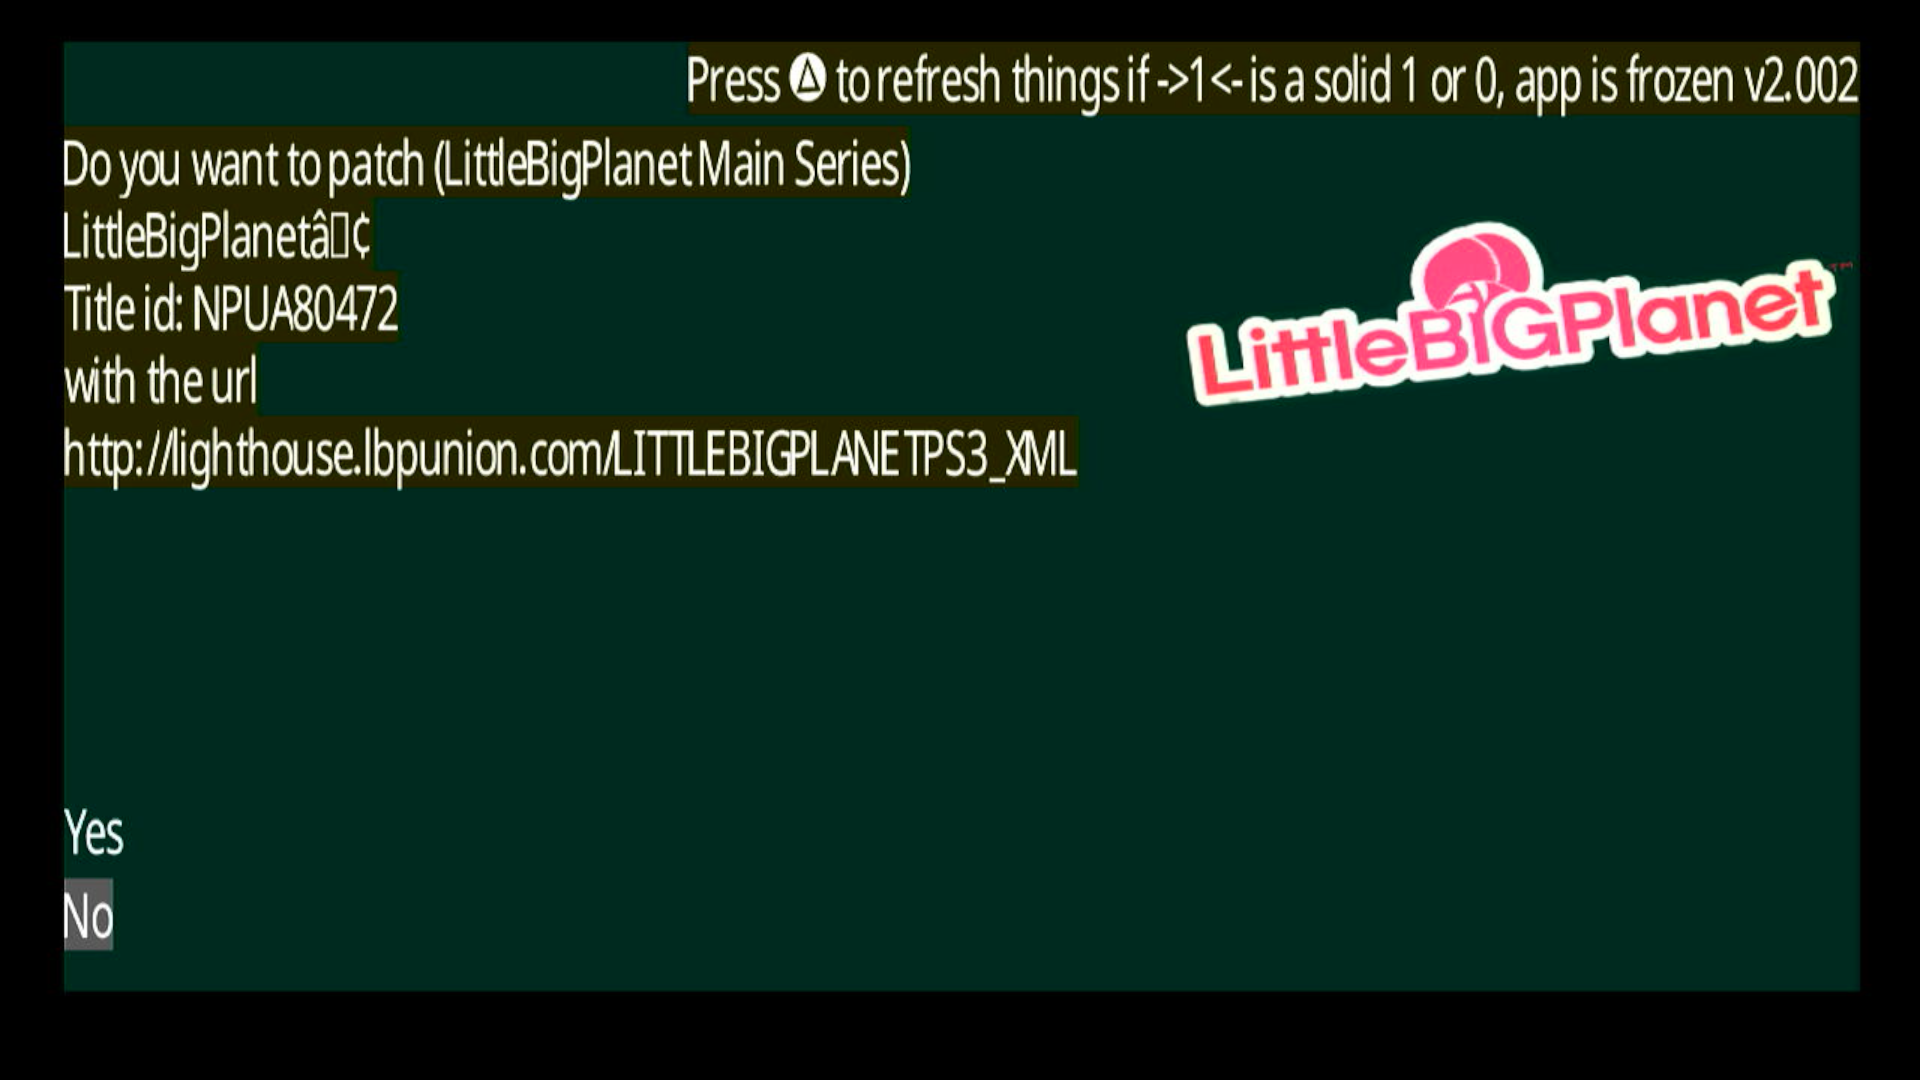 Press Ⓐ to refresh things if ->1<- is a solid 1 or 0, app is frozen v2.002
Do you want to patch (LittleBigPlanet Main Series)
LittleBigPlanetâ▯¢
Title id: NPUA80472
with the url
http://lighthouse.lbpunion.com/LITTLEBIGPLANETPS3_XML
LittleBIGPlanet™
Yes
No